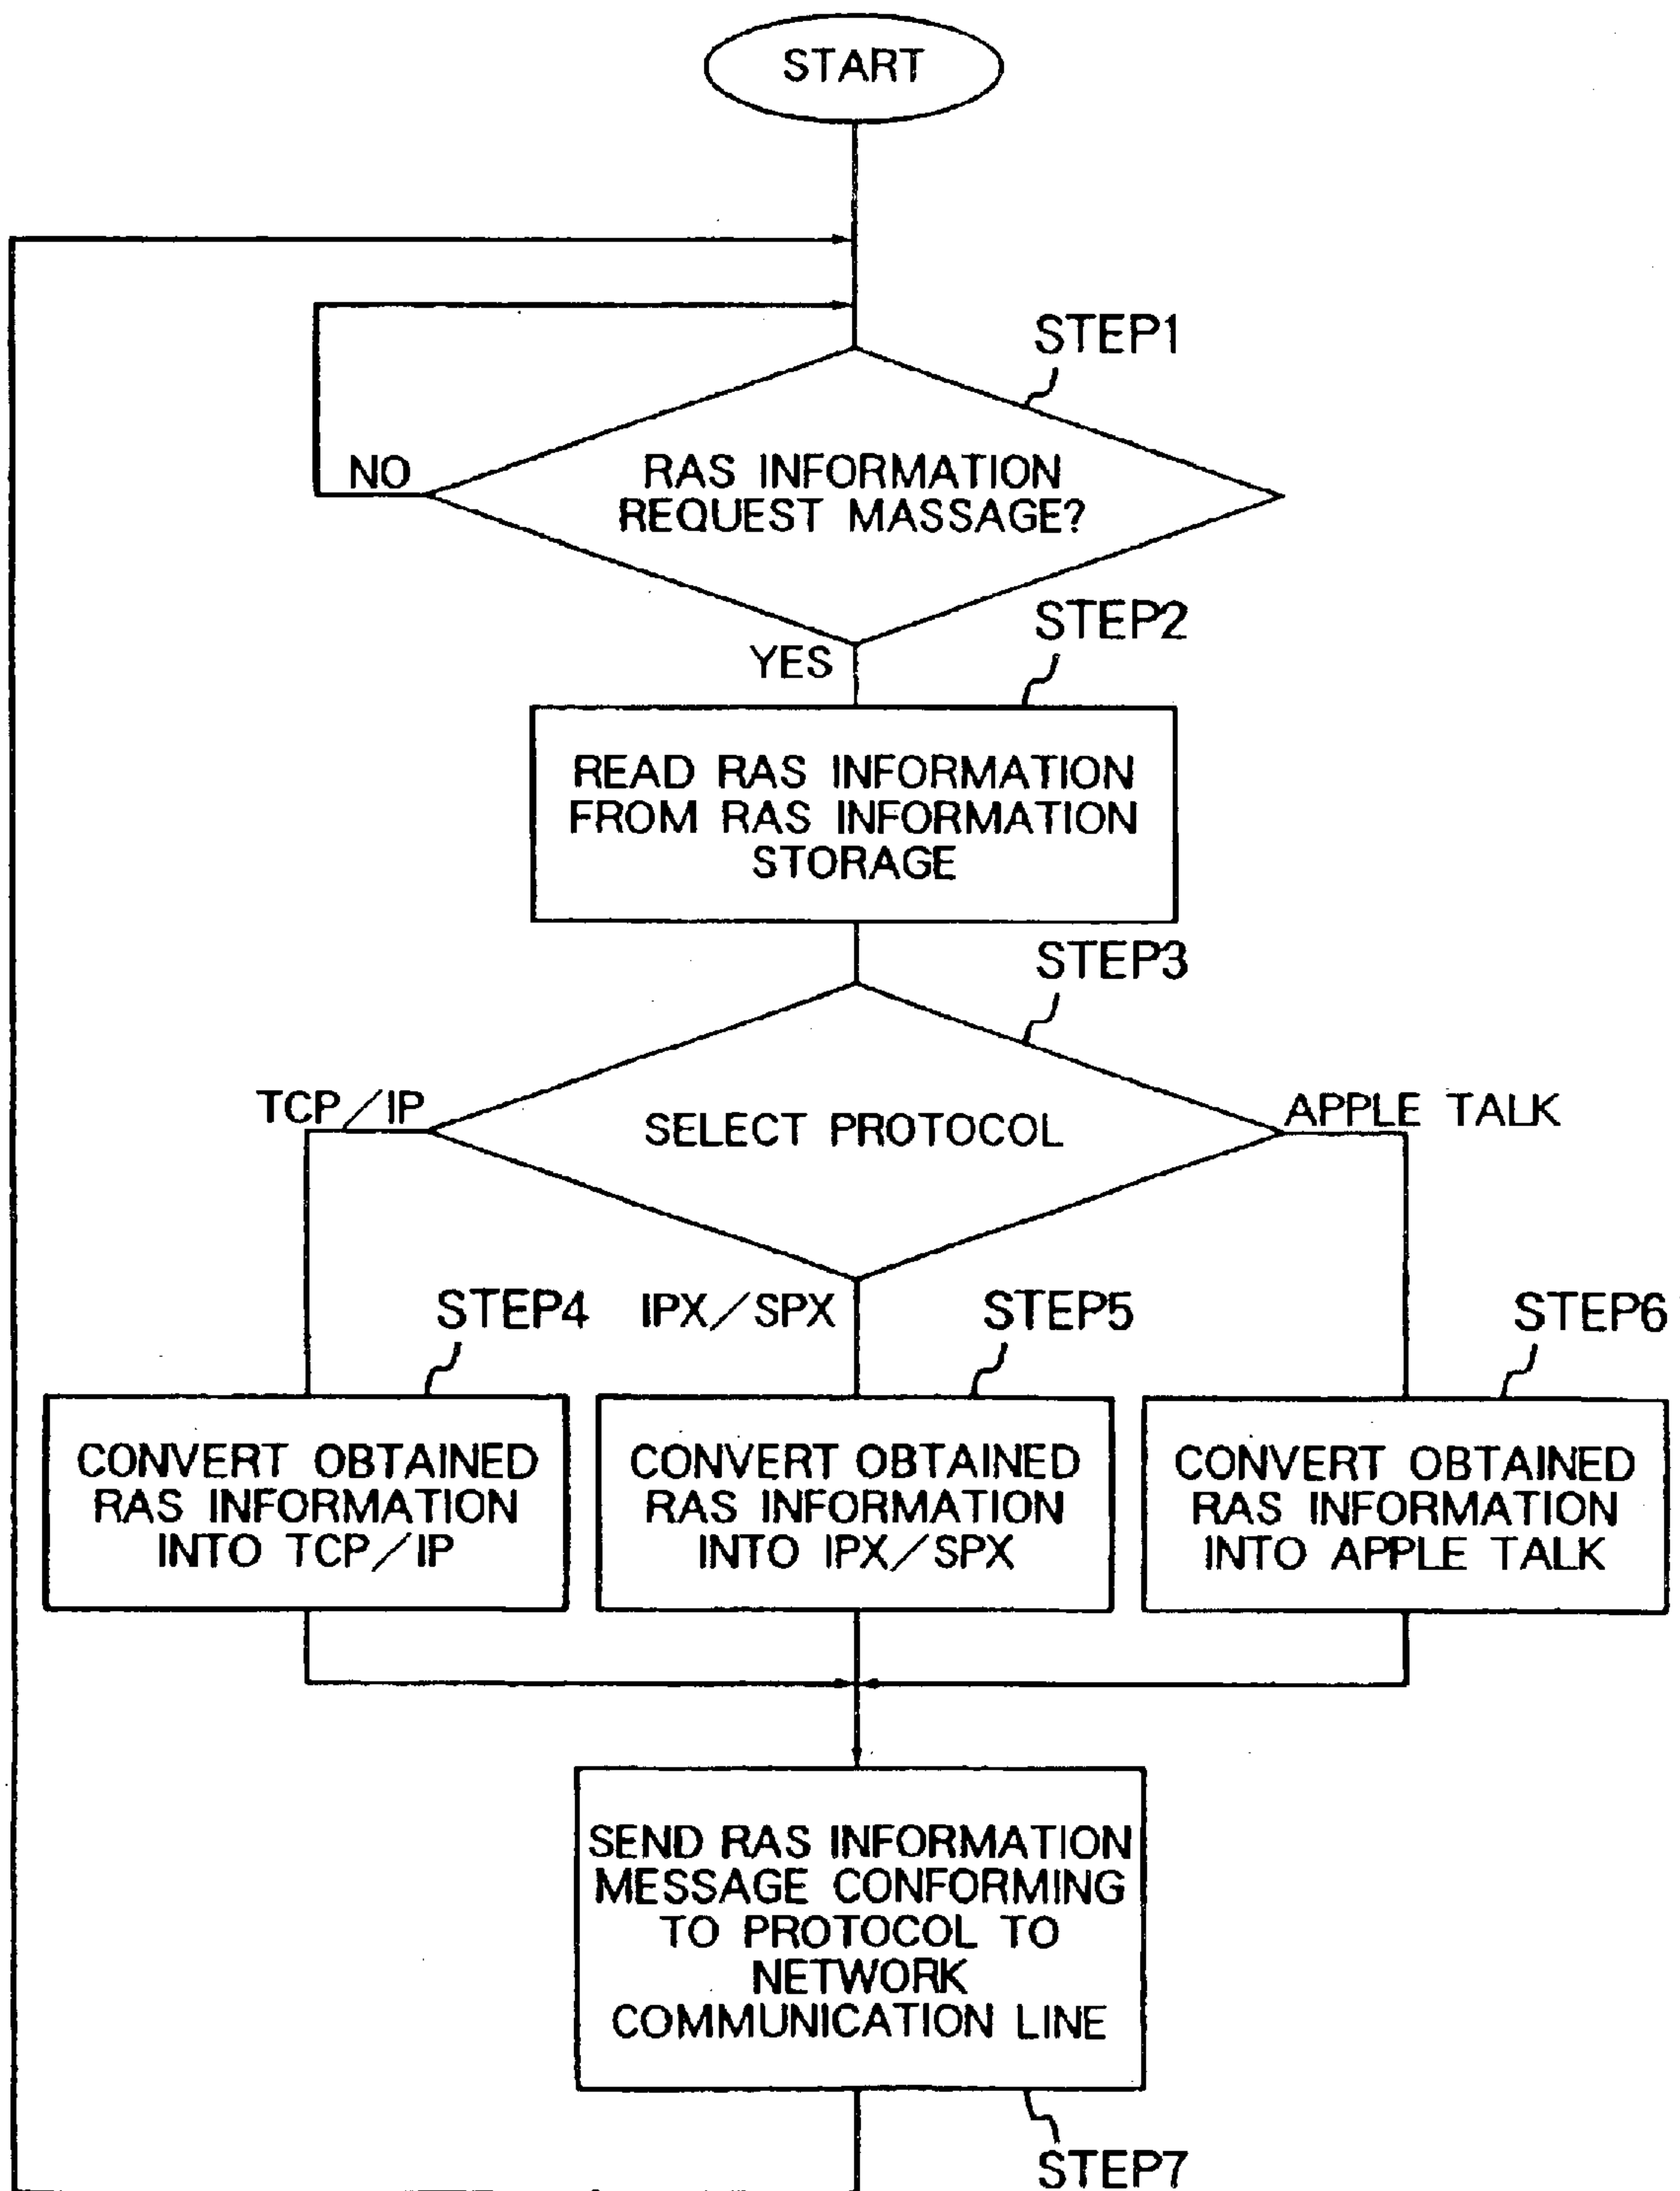 START
STEP1
NO
RAS INFORMATION
REQUEST MASSAGE?
STEP2
YES
READ RAS INFORMATION
FROM RAS INFORMATION
STORAGE
STEP3
TCP/IP
SELECT PROTOCOL
APPLE TALK
STEP4
IPX/SPX
STEP5
STEP6
CONVERT OBTAINED
RAS INFORMATION
INTO TCP/IP
CONVERT OBTAINED
RAS INFORMATION
INTO IPX/SPX
CONVERT OBTAINED
RAS INFORMATION
INTO APPLE TALK
SEND RAS INFORMATION
MESSAGE CONFORMING
TO PROTOCOL TO
NETWORK
COMMUNICATION LINE
STEP7